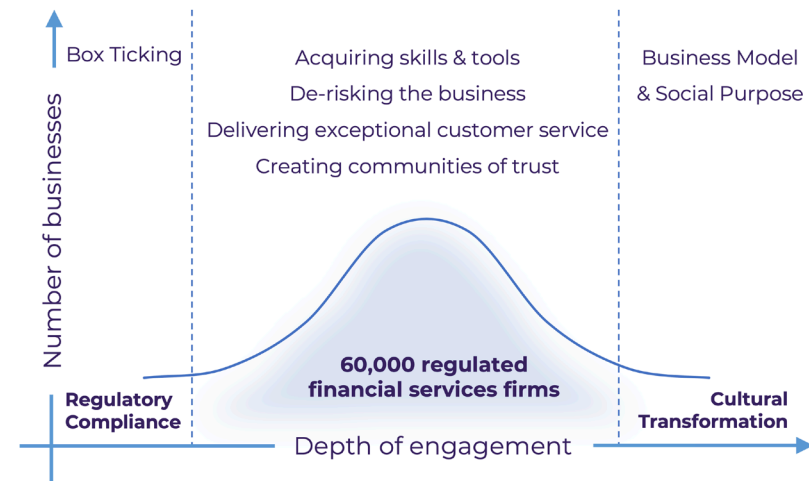 Number of businesses
Box Ticking
Acquiring skills & tools
De-risking the business
Delivering exceptional customer service
Creating communities of trust
Business Model
& Social Purpose
60,000 regulated
financial services firms
Regulatory
Compliance
Cultural
Transformation
Depth of engagement